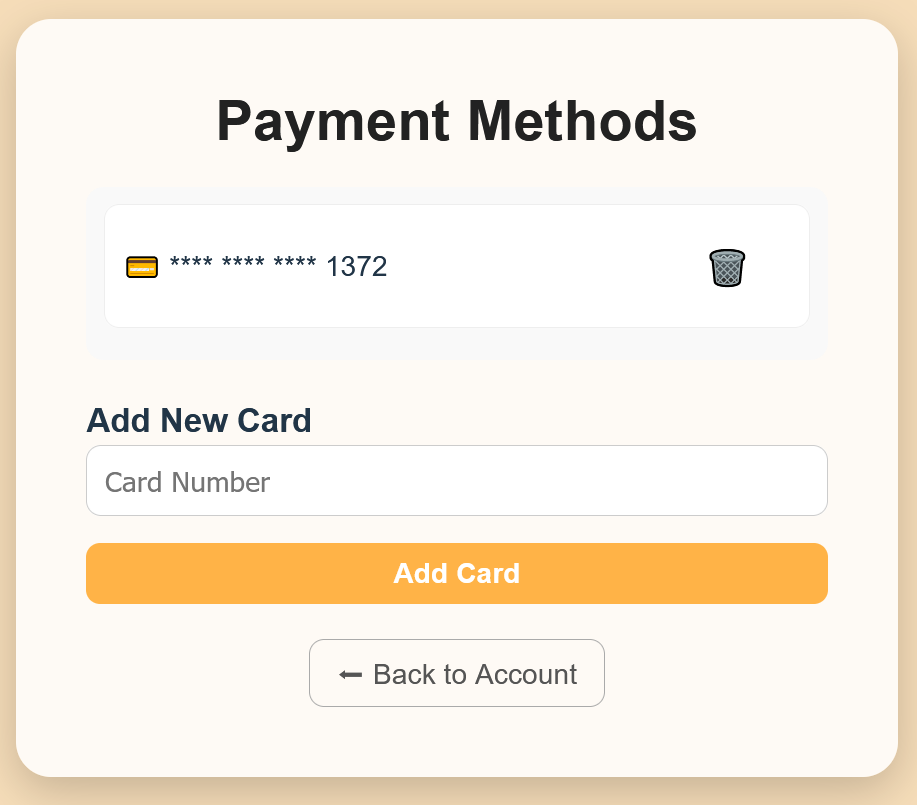 Payment Methods
**** **** **** 1372
Add New Card
Card Number
Add Card
← Back to Account